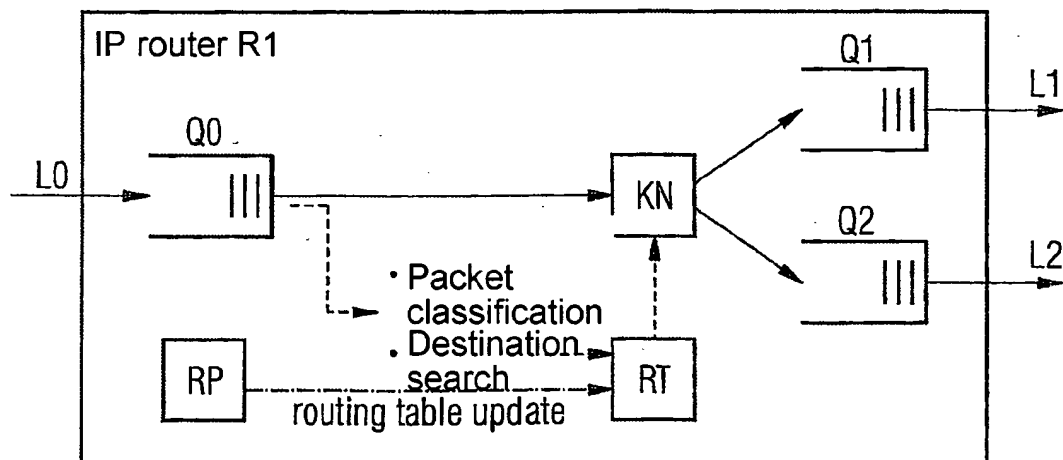 IP router R1
Q1
L1
Q0
L0
KN
Q2
L2
· Packet
classification
· Destination
search
RP
RT
routing table update